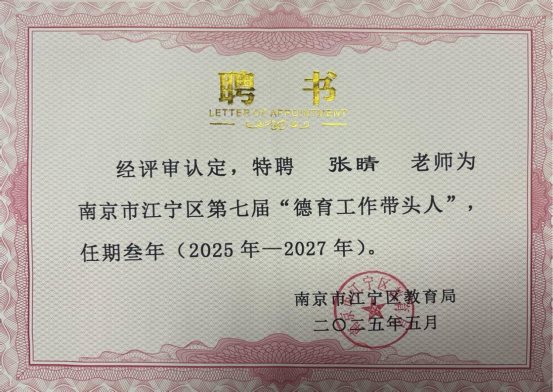 聘书
LETTER OF APPOINTMENT
经评审认定，特聘 张晴 老师为
南京市江宁区第七届“德育工作带头人”，
任期叁年（2025年—2027年）。
南京市江宁区教育局
二〇二五年五月